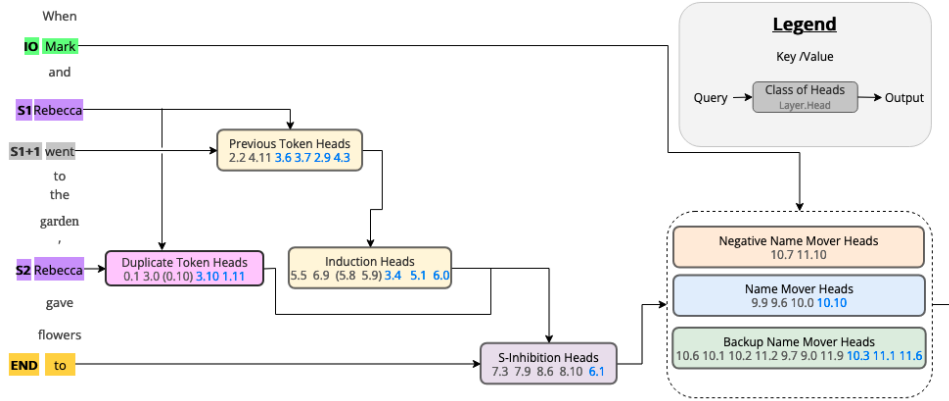 When
IO Mark
and
S1 Rebecca
S1+1 went
to
the
garden
,
S2 Rebecca
gave
flowers
END to
Previous Token Heads
2.2 4.11 3.6 3.7 2.9 4.3
Duplicate Token Heads
0.1 3.0 (0.10) 3.10 1.11
Induction Heads
5.5 6.9 (5.8 5.9) 3.4 5.1 6.0
S-Inhibition Heads
7.3 7.9 8.6 8.10 6.1
Legend
Key /Value
Query
Class of Heads
Layer.Head
Output
Negative Name Mover Heads
10.7 11.10
Name Mover Heads
9.9 9.6 10.0 10.10
Backup Name Mover Heads
10.6 10.1 10.2 11.2 9.7 9.0 11.9 10.3 11.1 11.6